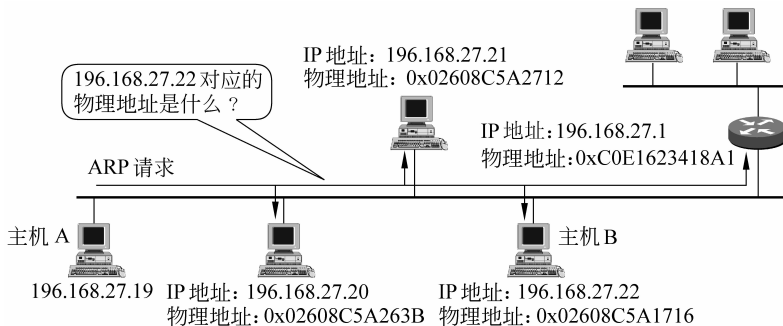 IP 地址：196.168.27.21
物理地址：0x02608C5A2712
196.168.27.22 对应的
物理地址是什么？
IP 地址：196.168.27.1
物理地址：0xC0E1623418A1
ARP 请求
主机 A
主机 B
196.168.27.19
IP 地址：196.168.27.20
物理地址：0x02608C5A263B
IP 地址：196.168.27.22
物理地址：0x02608C5A1716